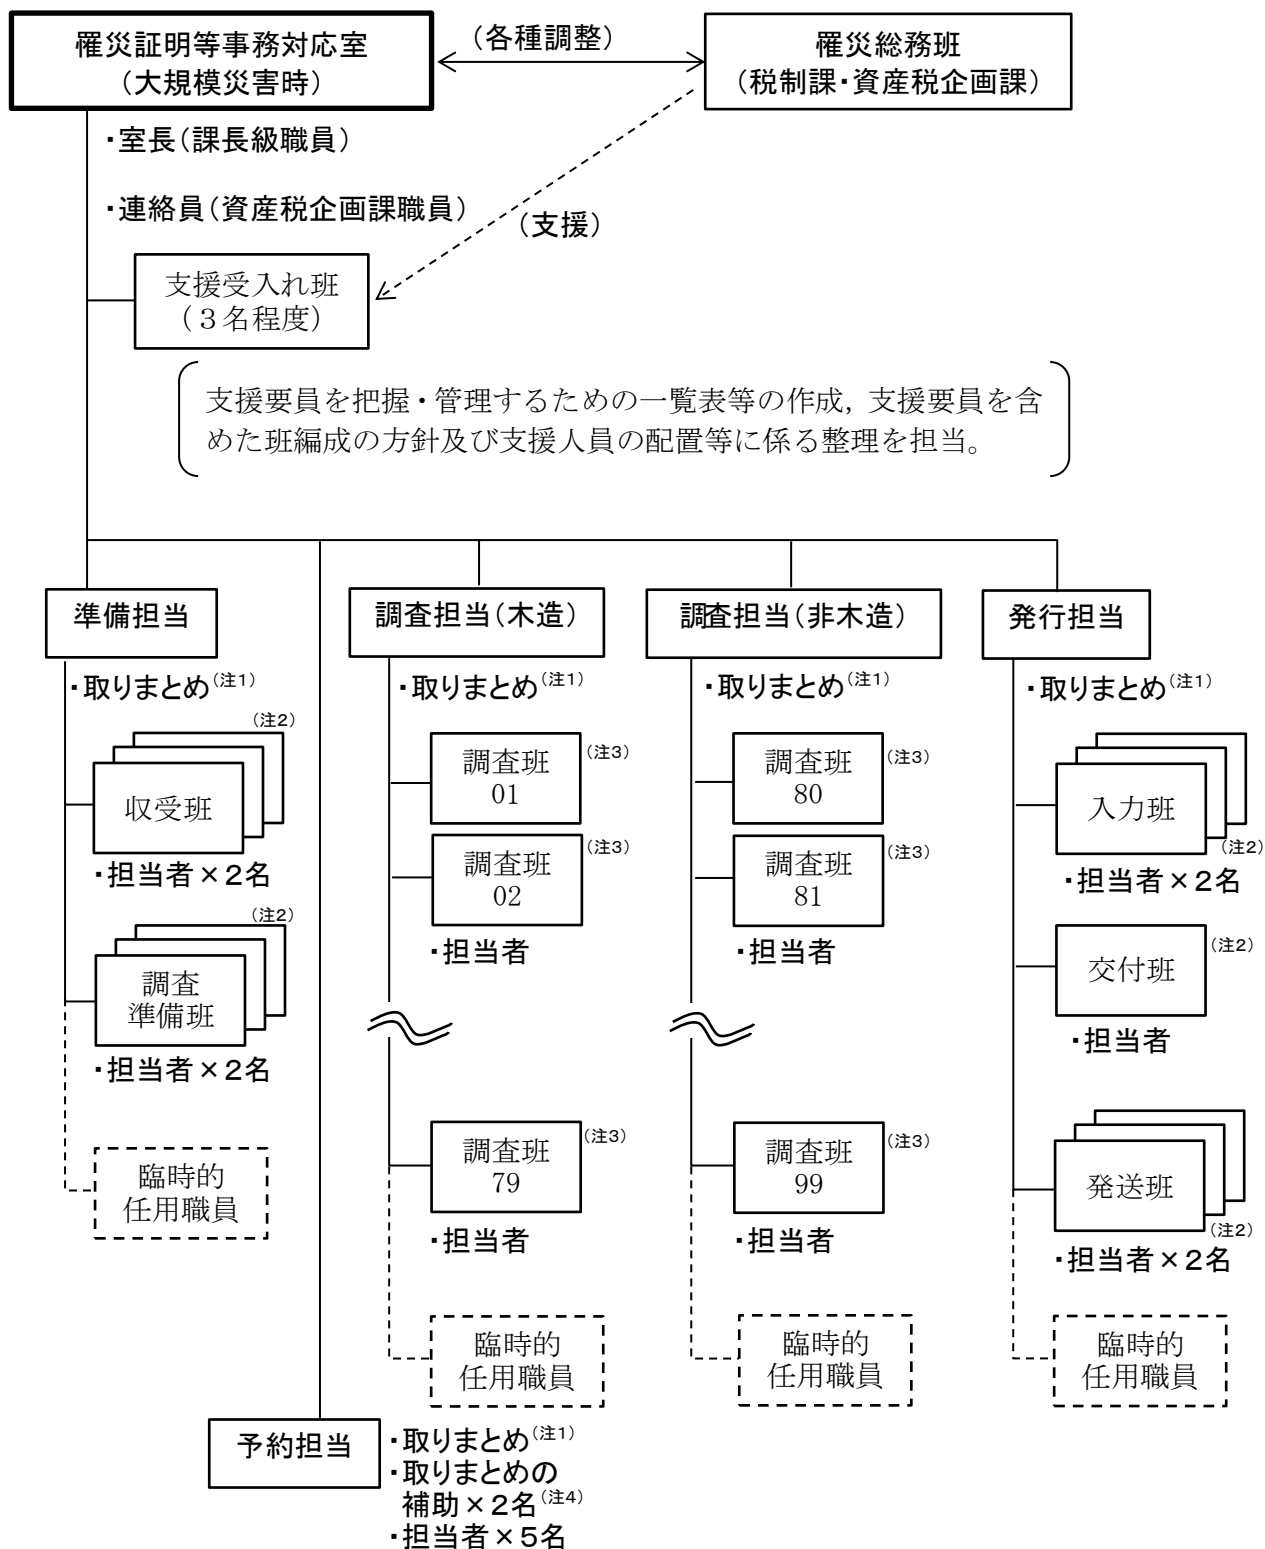 罹災証明等事務対応室
(大規模災害時)
(各種調整)
罹災総務班
(税制課・資産税企画課)
・室長(課長級職員)
・連絡員(資産税企画課職員)
(支援)
支援受入れ班
(3名程度)
支援要員を把握・管理するための一覧表等の作成,支援要員を含
めた班編成の方針及び支援人員の配置等に係る整理を担当。
準備担当
・取りまとめ(注1)
(注2)
収受班
・担当者×2名
(注2)
調査
準備班
・担当者×2名
臨時的
任用職員
予約担当
・取りまとめ(注1)
・取りまとめの
補助×2名(注4)
・担当者×5名
調査担当(木造)
・取りまとめ(注1)
調査班
01
(注3)
調査班
02
(注3)
・担当者
調査班
79
(注3)
・担当者
臨時的
任用職員
調査担当(非木造)
・取りまとめ(注1)
調査班
80
(注3)
調査班
81
(注3)
・担当者
調査班
99
(注3)
・担当者
臨時的
任用職員
発行担当
・取りまとめ(注1)
入力班
(注2)
・担当者×2名
交付班
(注2)
・担当者
発送班
(注2)
・担当者×2名
臨時的
任用職員